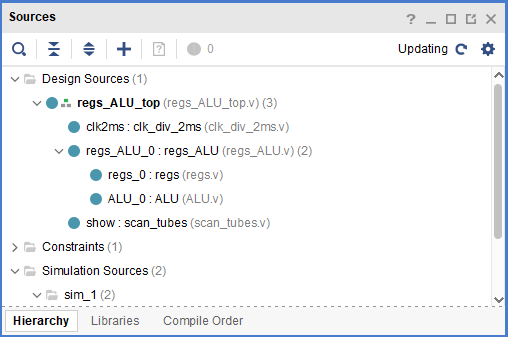 Sources
? _
0
Updating
Design Sources (1)
regs_ALU_top (regs_ALU_top.v) (3)
clk2ms : clk_div_2ms (clk_div_2ms.v)
regs_ALU_0 : regs_ALU (regs_ALU.v) (2)
regs_0 : regs (regs.v)
ALU_0 : ALU (ALU.v)
show : scan_tubes (scan_tubes.v)
Constraints (1)
Simulation Sources (2)
sim_1 (2)
Hierarchy Libraries Compile Order